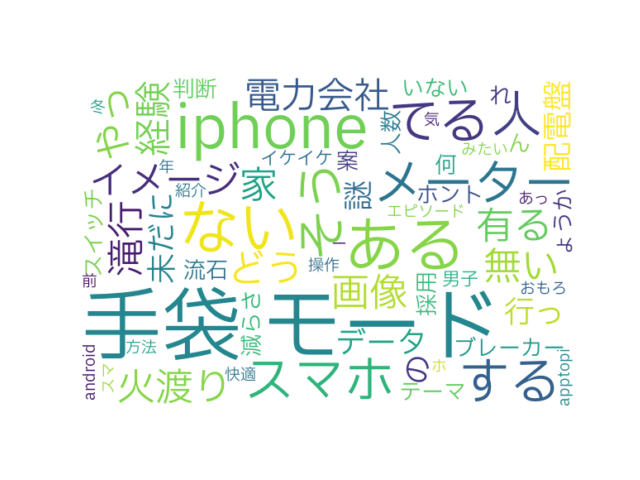 やっ
経験
判断
電力会社
いない
れ
配電盤
冬
iphone
人数
気
てる
人
みたい
ん
イケイケ
案
イメージ
年
紹介
家
そう
謎
メーター
何
ホント
あっ
ょうか
スイッチ
滝行
未だに
ない
エピソード
ある
有る
流石
どう
ー
操作
無い
前
手袋
モード
減らさ
画像
採用
男子
おもろ
行っ
android
方法
データ
ブレーカー
スマ
火渡り
快適
スマホ
の
ホ
テーマ
する
apptopi